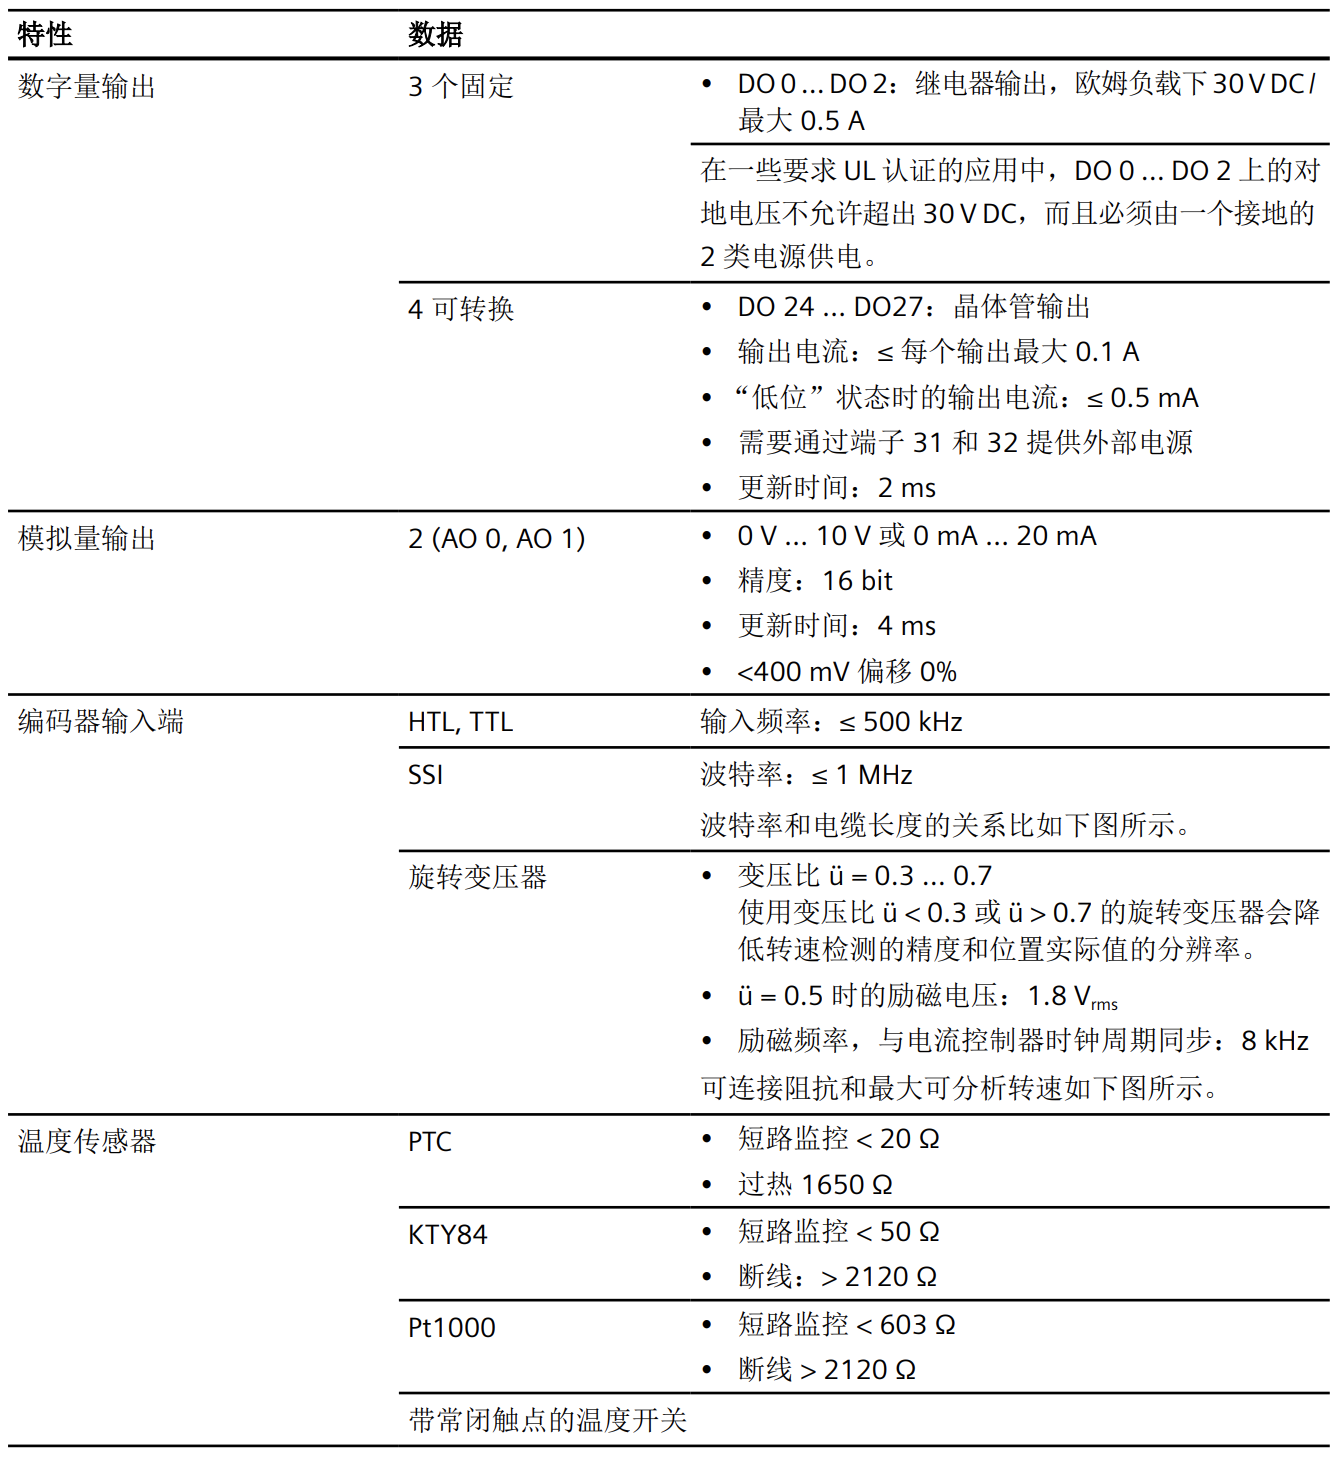 特性 数据
数字量输出 3 个固定 • DO 0 ... DO 2：继电器输出，欧姆负载下 30 V DC /
最大 0.5 A
在一些要求 UL 认证的应用中，DO 0 ... DO 2 上的对
地电压不允许超出 30 V DC，而且必须由一个接地的
2 类电源供电。
4 可转换 • DO 24 ... DO27：晶体管输出
• 输出电流：≤ 每个输出最大 0.1 A
• “低位”状态时的输出电流：≤ 0.5 mA
• 需要通过端子 31 和 32 提供外部电源
• 更新时间：2 ms
模拟量输出 2 (AO 0, AO 1) • 0 V ... 10 V 或 0 mA ... 20 mA
• 精度：16 bit
• 更新时间：4 ms
• <400 mV 偏移 0%
编码器输入端 HTL, TTL 输入频率：≤ 500 kHz
SSI 波特率：≤ 1 MHz
波特率和电缆长度的关系比如下图所示。
旋转变压器 • 变压比 ü = 0.3 ... 0.7
使用变压比 ü < 0.3 或 ü > 0.7 的旋转变压器会降
低转速检测的精度和位置实际值的分辨率。
• ü = 0.5 时的励磁电压：1.8 Vrms
• 励磁频率，与电流控制器时钟周期同步：8 kHz
可连接阻抗和最大可分析转速如下图所示。
温度传感器 PTC • 短路监控 < 20 Ω
• 过热 1650 Ω
KTY84 • 短路监控 < 50 Ω
• 断线：> 2120 Ω
Pt1000 • 短路监控 < 603 Ω
• 断线 > 2120 Ω
带常闭触点的温度开关